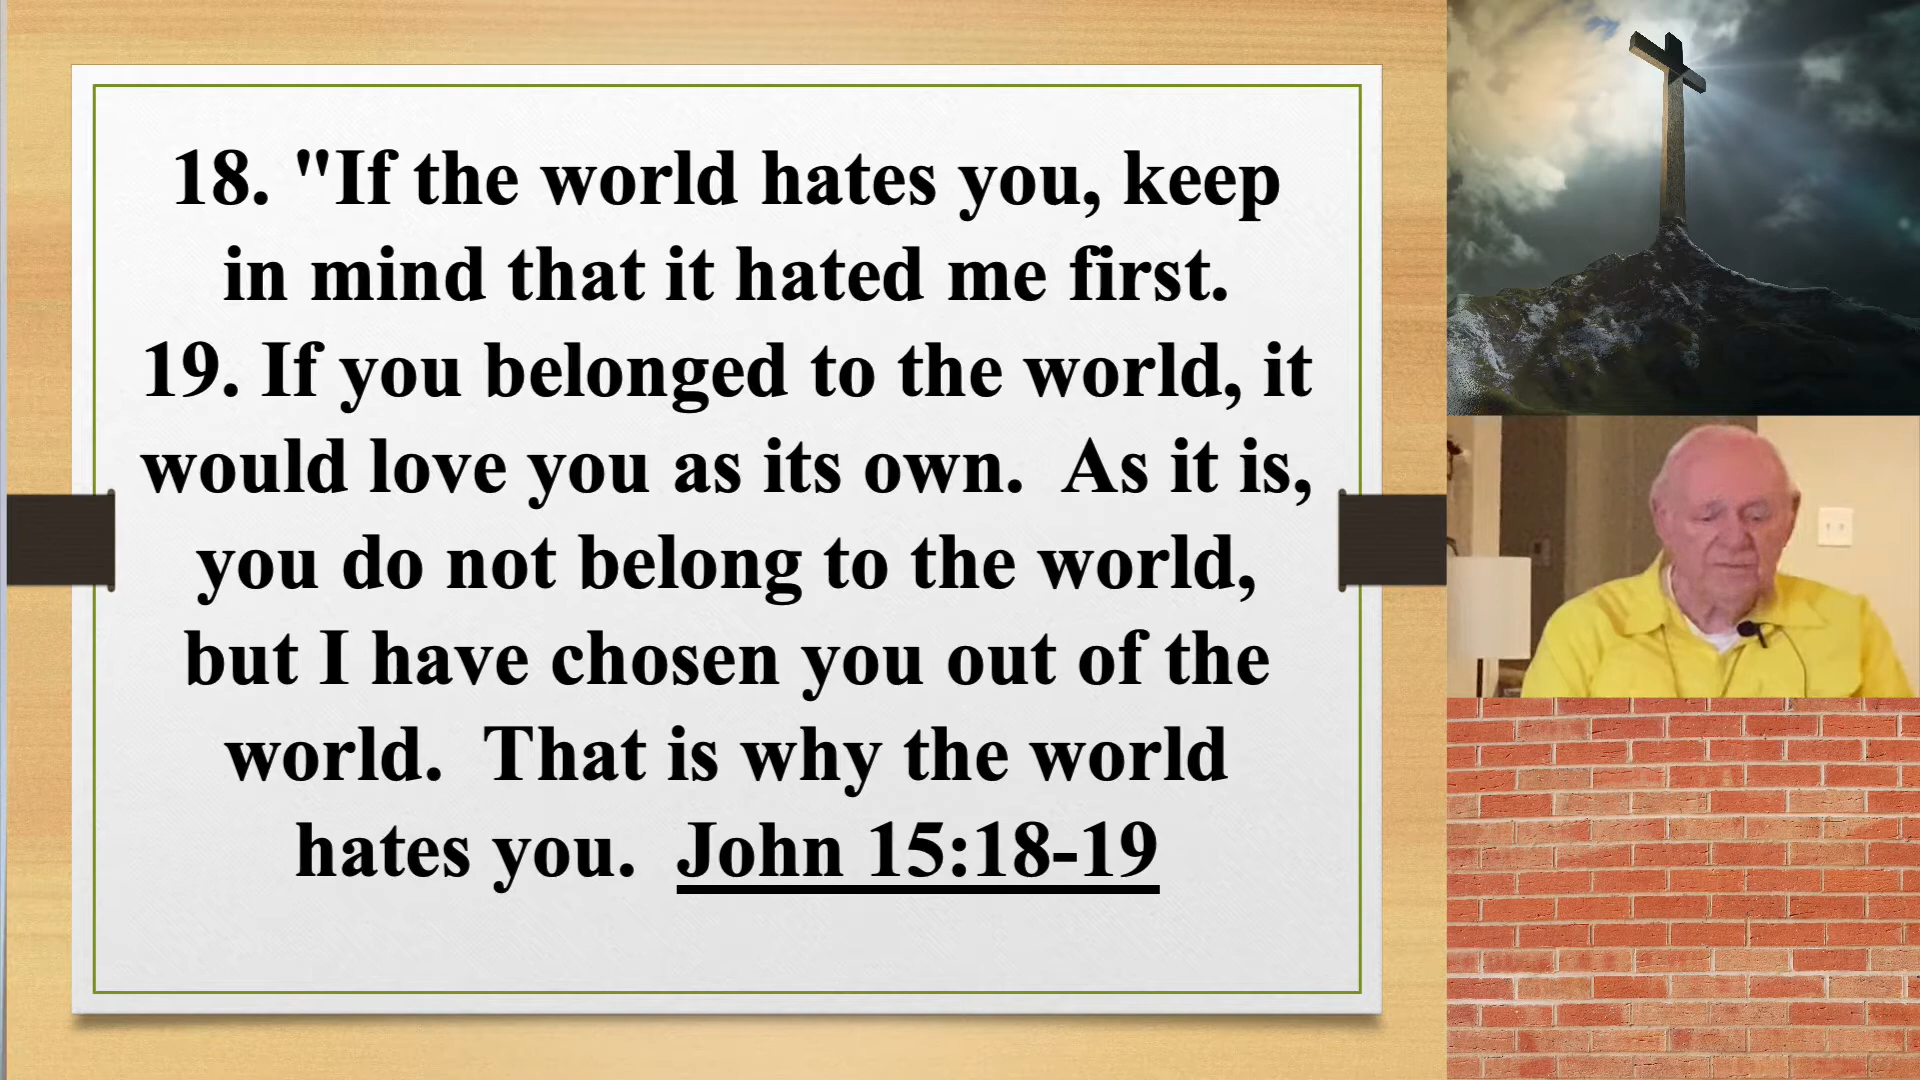 18. "If the world hates you, keep
in mind that it hated me first.
19. If you belonged to the world, it
would love you as its own.  As it is,
you do not belong to the world,
but I have chosen you out of the
world.  That is why the world
hates you.  John 15:18-19